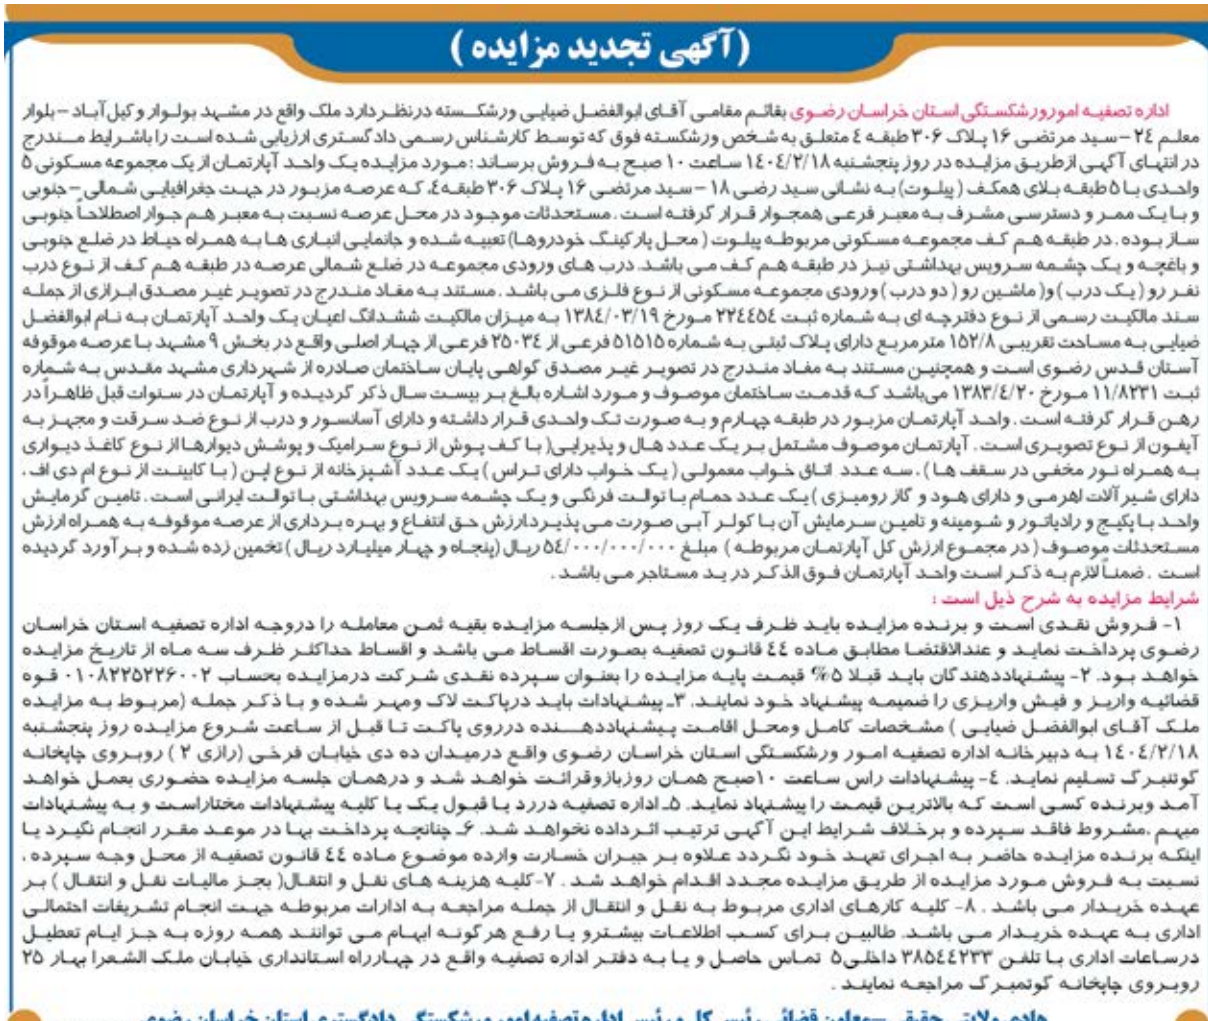 (آگهی تجدید مزایده )
اداره تصفیه امورورشکستگی استان خراسان رضوی بقائم مقامی آقای ابوالفضل ضیایی ورشکسته درنظر دارد ملک واقع در مشهد بولوار وکیل آباد –بلوار
معلم ۲٤ –سید مرتضی ۱۶ پلاک ۳۰۶ طبقه ٤ متعلق به شخص ورشکسته فوق که توسط کارشناس رسمی دادگستری ارزیابی شده است را باشرایط مندرج
در انتهای آگهی ازطریق مزایده در روز پنجشنبه ۱٤۰٤/۲/۱۸ ساعت ۱۰ صبح به فروش برساند : مورد مزایده یک واحد آپارتمان از یک مجموعه مسکونی ۵
واحدی با ۵ طبقه بلای همکف ( پیلوت) به نشانی سید رضی ۱۸ – سید مرتضی ۱۶ پلاک ۳۰۶ طبقه٤، که عرصه مزبور در جهت جغرافیایی شمالی – جنوبی
و با یک ممر و دسترسی مشرف به معبر فرعی همجوار قرار گرفته است . مستحدثات موجود در محل عرصه نسبت به معبر هم جوار اصطلاحاً جنوبی
ساز بوده . در طبقه هم کف مجموعه مسکونی مربوطه پیلوت ( محل پارکینگ خودروها) تعبیه شده و جانمایی انباری ها به همراه حیاط در ضلع جنوبی
و باغچه و یک چشمه سرویس بهداشتی نیز در طبقه هم کف می باشد. درب های ورودی مجموعه در ضلع شمالی عرصه در طبقه هم کف از نوع درب
نفر رو ( یک درب ) و( ماشین رو ( دو درب ) ورودی مجموعه مسکونی از نوع فلزی می باشد . مستند به مفاد مندرج در تصویر غیر مصدق ابرازی از جمله
سند مالکیت رسمی از نوع دفترچه ای به شماره ثبت ۲۲٤٤۵٤ مورخ ۱۳۸٤/۰۳/۱۹ به میزان مالکیت ششدانگ اعیان یک واحد آپارتمان به نام ابوالفضل
ضیایی به مساحت تقریبی ۱۵۲/۸ مترمربع دارای پلاک ثبتی به شماره ۵۱۵۱۵ فرعی از ۲۵۰۳٤ فرعی از چهار اصلی واقع در بخش ۹ مشهد با عرصه موقوفه
آستان قدس رضوی است و همچنین مستند به مفاد مندرج در تصویر غیر مصدق گواهی پایان ساختمان صادره از شهرداری مشهد مقدس به شماره
ثبت ۱۱/۸۲۳۱ مورخ ۱۳۸۳/٤/۲۰ می‌باشد که قدمت ساختمان موصوف و مورد اشاره بالغ بر بیست سال ذکر گردیده و آپارتمان در سنوات قبل ظاهراً در
رهن قرار گرفته است . واحد آپارتمان مزبور در طبقه چهارم و به صورت تک واحدی قرار داشته و دارای آسانسور و درب از نوع ضد سرقت و مجهز به
آیفون از نوع تصویری است . آپارتمان موصوف مشتمل بر یک عدد هال و پذیرایی( با کف پوش از نوع سرامیک و پوشش دیوارها از نوع کاغذ دیواری
به همراه نور مخفی در سقف ها ) ، سه عدد اتاق خواب معمولی ( یک خواب دارای تراس ) یک عدد آشپزخانه از نوع اپن ( با کابینت از نوع ام دی اف ،
دارای شیر آلات اهرمی و دارای هود و گاز رومیزی ) یک عدد حمام با توالت فرنگی و یک چشمه سرویس بهداشتی با توالت ایرانی است . تامین گرمایش
واحد با پکیج و رادیاتور و شومینه و تامین سرمایش آن با کولر آبی صورت می پذیرد ارزش حق انتفاع و بهره برداری از عرصه موقوفه به همراه ارزش
مستحدثات موصوف ( در مجموع ارزش کل آپارتمان مربوطه ) مبلغ ۵٤/۰۰۰/۰۰۰/۰۰۰ ریال (پنجاه و چهار میلیارد ریال ) تخمین زده شده و بر آورد گردیده
است . ضمناً لازم به ذکر است واحد آپارتمان فوق الذکر در ید مستاجر می باشد .
شرایط مزایده به شرح ذیل است :
۱- فروش نقدی است و برنده مزایده باید ظرف یک روز پس ازجلسه مزایده بقیه ثمن معامله را دروجه اداره تصفیه استان خراسان
رضوی پرداخت نماید و عندالاقتضا مطابق ماده ٤٤ قانون تصفیه بصورت اقساط می باشد و اقساط حداکثر ظرف سه ماه از تاریخ مزایده
خواهد بود. ۲- پیشنهاددهندگان باید قبلا ۵% قیمت پایه مزایده را بعنوان سپرده نقدی شرکت درمزایده بحساب ۰۱۰۸۲۲۵۲۲۶۰۰۲ قوه
قضائیه واریز و فیش واریزی را ضمیمه پیشنهاد خود نمایند. ۳ـ پیشنهادات باید درپاکت لاک ومهر شده و با ذکر جمله (مربوط به مزایده
ملک آقای ابوالفضل ضیایی ) مشخصات کامل ومحل اقامت پیشنهاددهنده درروی پاکت تا قبل از ساعت شروع مزایده روز پنجشنبه
۱٤۰٤/۲/۱۸ به دبیرخانه اداره تصفیه امور ورشکستگی استان خراسان رضوی واقع درمیدان ده دی خیابان فرخی (رازی ۲ ) روبروی چاپخانه
گوتنبرگ تسلیم نماید. ٤- پیشنهادات راس ساعت ۱۰صبح همان روزبازوقرائت خواهد شد و درهمان جلسه مزایده حضوری بعمل خواهد
آمد وبرنده کسی است که بالاترین قیمت را پیشنهاد نماید. ۵ـ اداره تصفیه دررد یا قبول یک یا کلیه پیشنهادات مختاراست و به پیشنهادات
مبهم ،مشروط فاقد سپرده و برخلاف شرایط این آگهی ترتیب اثرداده نخواهد شد. ۶ـ چنانچه پرداخت بها در موعد مقرر انجام نگیرد یا
اینکه برنده مزایده حاضر به اجرای تعهد خود نگردد علاوه بر جبران خسارت وارده موضوع ماده ٤٤ قانون تصفیه از محل وجه سپرده ،
نسبت به فروش مورد مزایده از طریق مزایده مجدد اقدام خواهد شد . ۷-کلیه هزینه های نقل و انتقال( بجز مالیات نقل و انتقال ) بر
عهده خریدار می باشد . ۸- کلیه کارهای اداری مربوط به نقل و انتقال از جمله مراجعه به ادارات مربوطه جهت انجام تشریفات احتمالی
اداری به عهده خریدار می باشد. طالبین برای کسب اطلاعات بیشترو یا رفع هرگونه ابهام می توانند همه روزه به جز ایام تعطیل
درساعات اداری با تلفن ۳۸۵٤٤۲۳۳ داخلی۵ تماس حاصل و یا به دفتر اداره تصفیه واقع در چهارراه استانداری خیابان ملک الشعرا بهار ۲۵
روبروی چاپخانه گوتمبرگ مراجعه نمایند .
هادی ولایتی حقیقی –معاون قضائی رئیس کل و رئیس اداره تصفیه امور ورشکستگی دادگستری استان خراسان رضوی